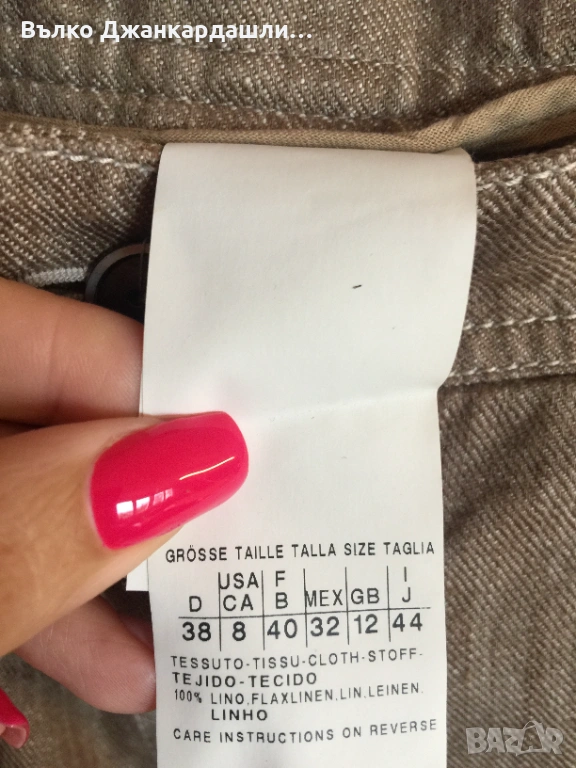 Вълко Джанкардашли...
GRÖSSE TAILLE TALLA SIZE TAGLIA
USA F I
D CA B MEX GB J
38 8 40 32 12 44
TESSUTO-TISSU-CLOTH-STOFF-
TEJIDO-TECIDO
100% LINO.FLAXLINEN.LIN.LEINEN.
LINHO
CARE INSTRUCTIONS ON REVERSE
BAZAR